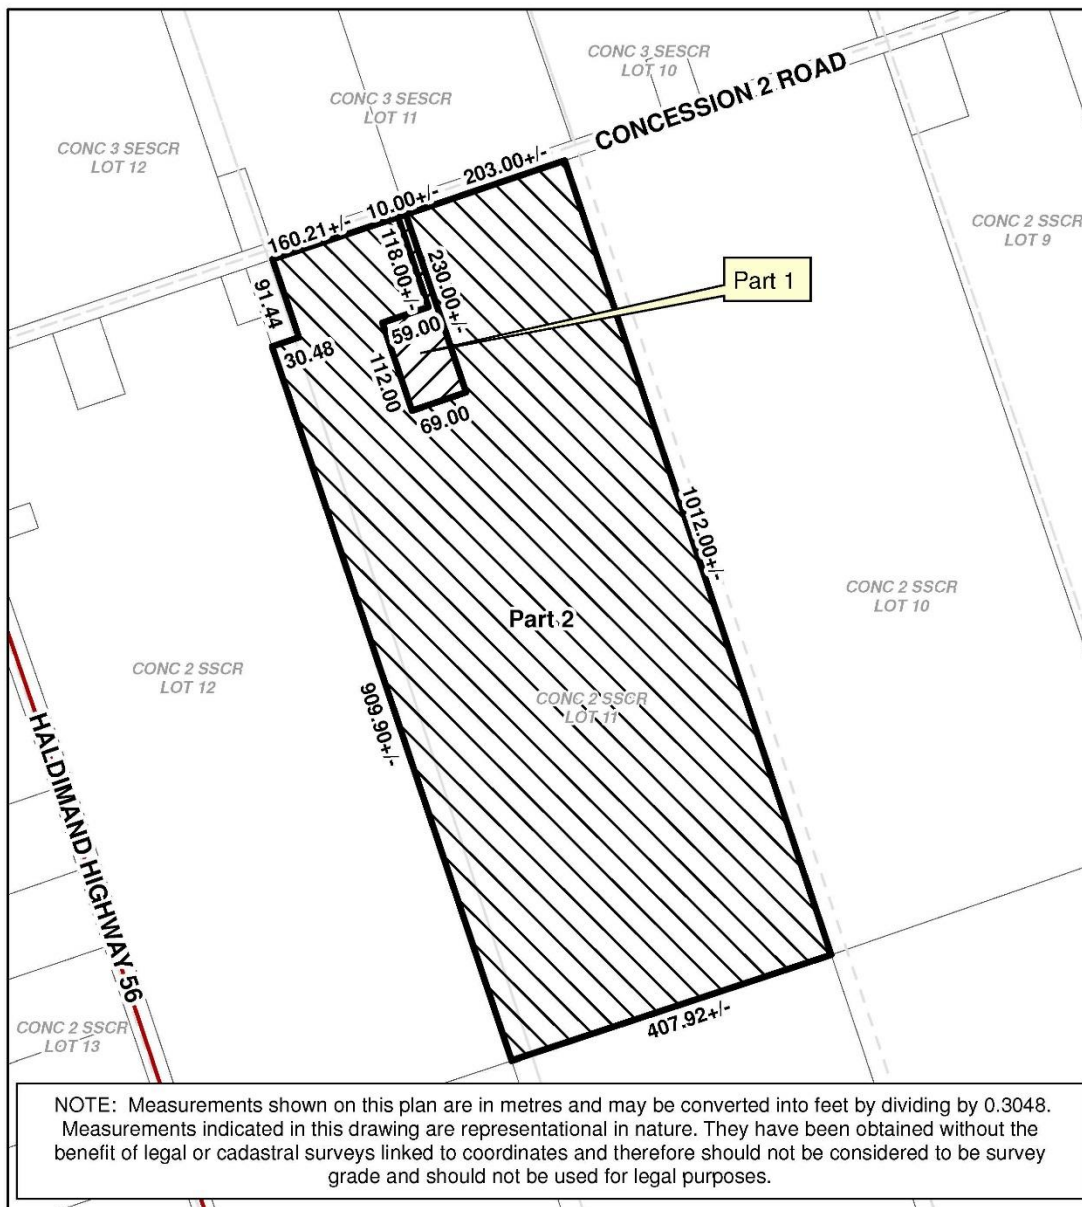 CONC 3 SESCR
LOT 10
CONCESSION 2 ROAD
CONC 3 SESCR
LOT 11
CONC 3 SESCR
LOT 12
203.00+/-
10.00+/-
160.21+/-
CONC 2 SSCR
LOT 9
118.00+/-
230.00+/-
91.44
Part 1
59.00
30.48
112.00
69.00
1012.00+/-
CONC 2 SSCR
LOT 10
Part 2
CONC 2 SSCR
LOT 12
CONC 2 SSCR
LOT 11
909.90+/-
HALDIMAND HIGHWAY 56
407.92+/-
CONC 2 SSCR
LOT 13
NOTE: Measurements shown on this plan are in metres and may be converted into feet by dividing by 0.3048.
Measurements indicated in this drawing are representational in nature. They have been obtained without the
benefit of legal or cadastral surveys linked to coordinates and therefore should not be considered to be survey
grade and should not be used for legal purposes.